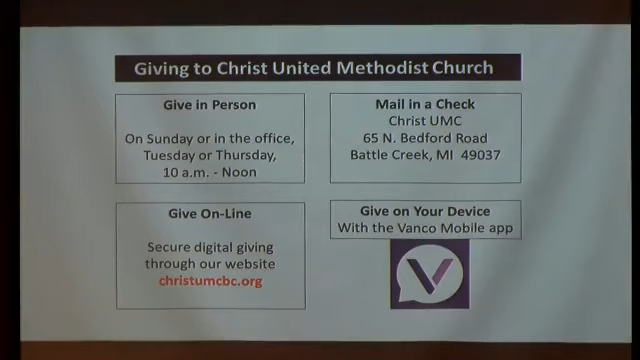 Giving to Christ United Methodist Church
Give in Person
On Sunday or in the office,
Tuesday or Thursday,
10 a.m. - Noon
Mail in a Check
Christ UMC
65 N. Bedford Road
Battle Creek, MI 49037
Give On-Line
Secure digital giving
through our website
christumcbc.org
Give on Your Device
With the Vanco Mobile app
V